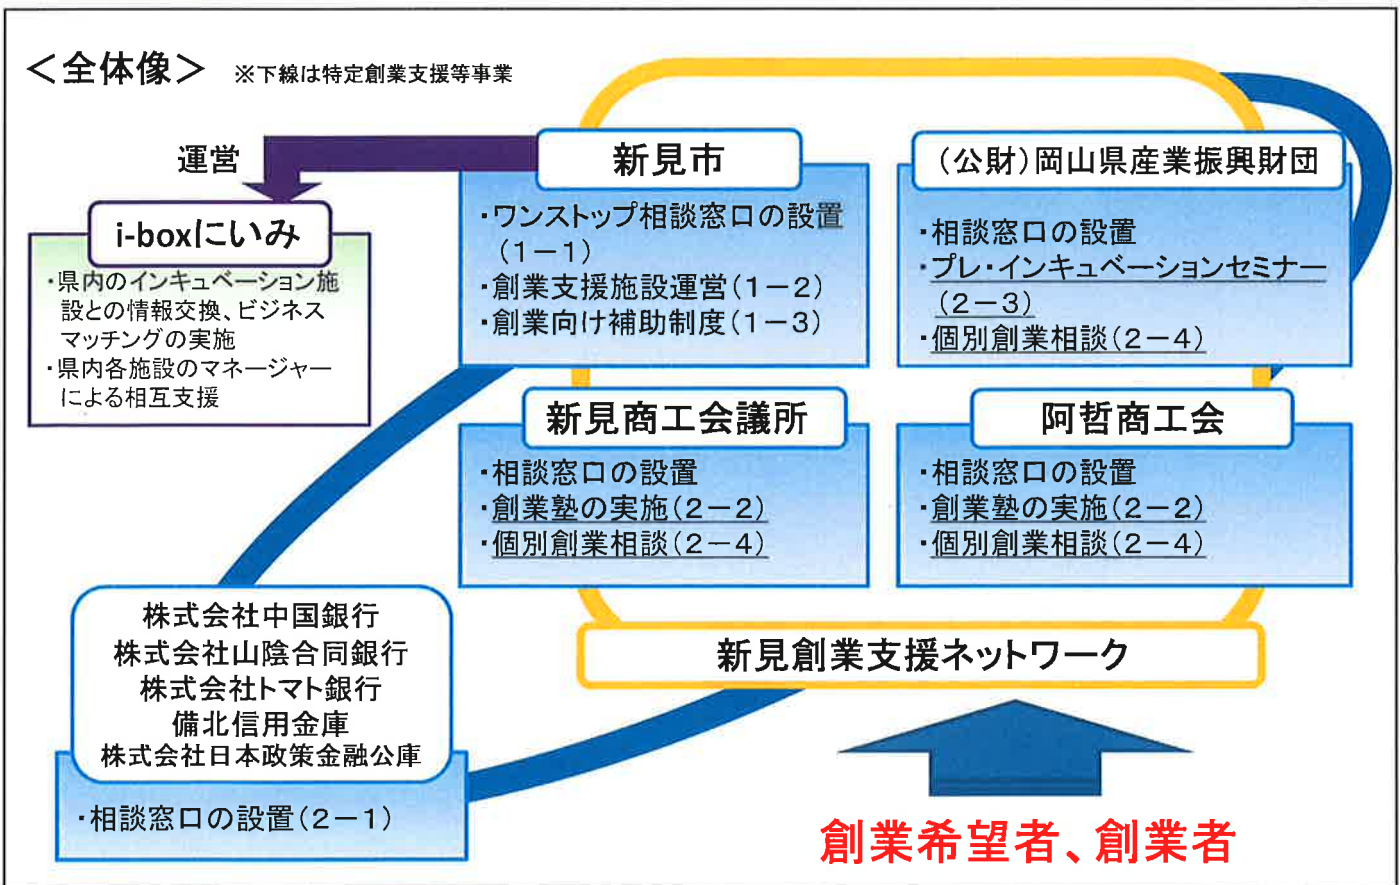 ＜全体像＞ ※下線は特定創業支援等事業
運営
i-boxにいみ
・県内のインキュベーション施
設との情報交換、ビジネス
マッチングの実施
・県内各施設のマネージャー
による相互支援
新見市
・ワンストップ相談窓口の設置
（１－１）
・創業支援施設運営（１－２）
・創業向け補助制度（１－３）
（公財）岡山県産業振興財団
・相談窓口の設置
・プレ・インキュベーションセミナー
（２－３）
・個別創業相談（２－４）
新見商工会議所
・相談窓口の設置
・創業塾の実施（２－２）
・個別創業相談（２－４）
阿哲商工会
・相談窓口の設置
・創業塾の実施（２－２）
・個別創業相談（２－４）
株式会社中国銀行
株式会社山陰合同銀行
株式会社トマト銀行
備北信用金庫
株式会社日本政策金融公庫
・相談窓口の設置（２－１）
新見創業支援ネットワーク
創業希望者、創業者